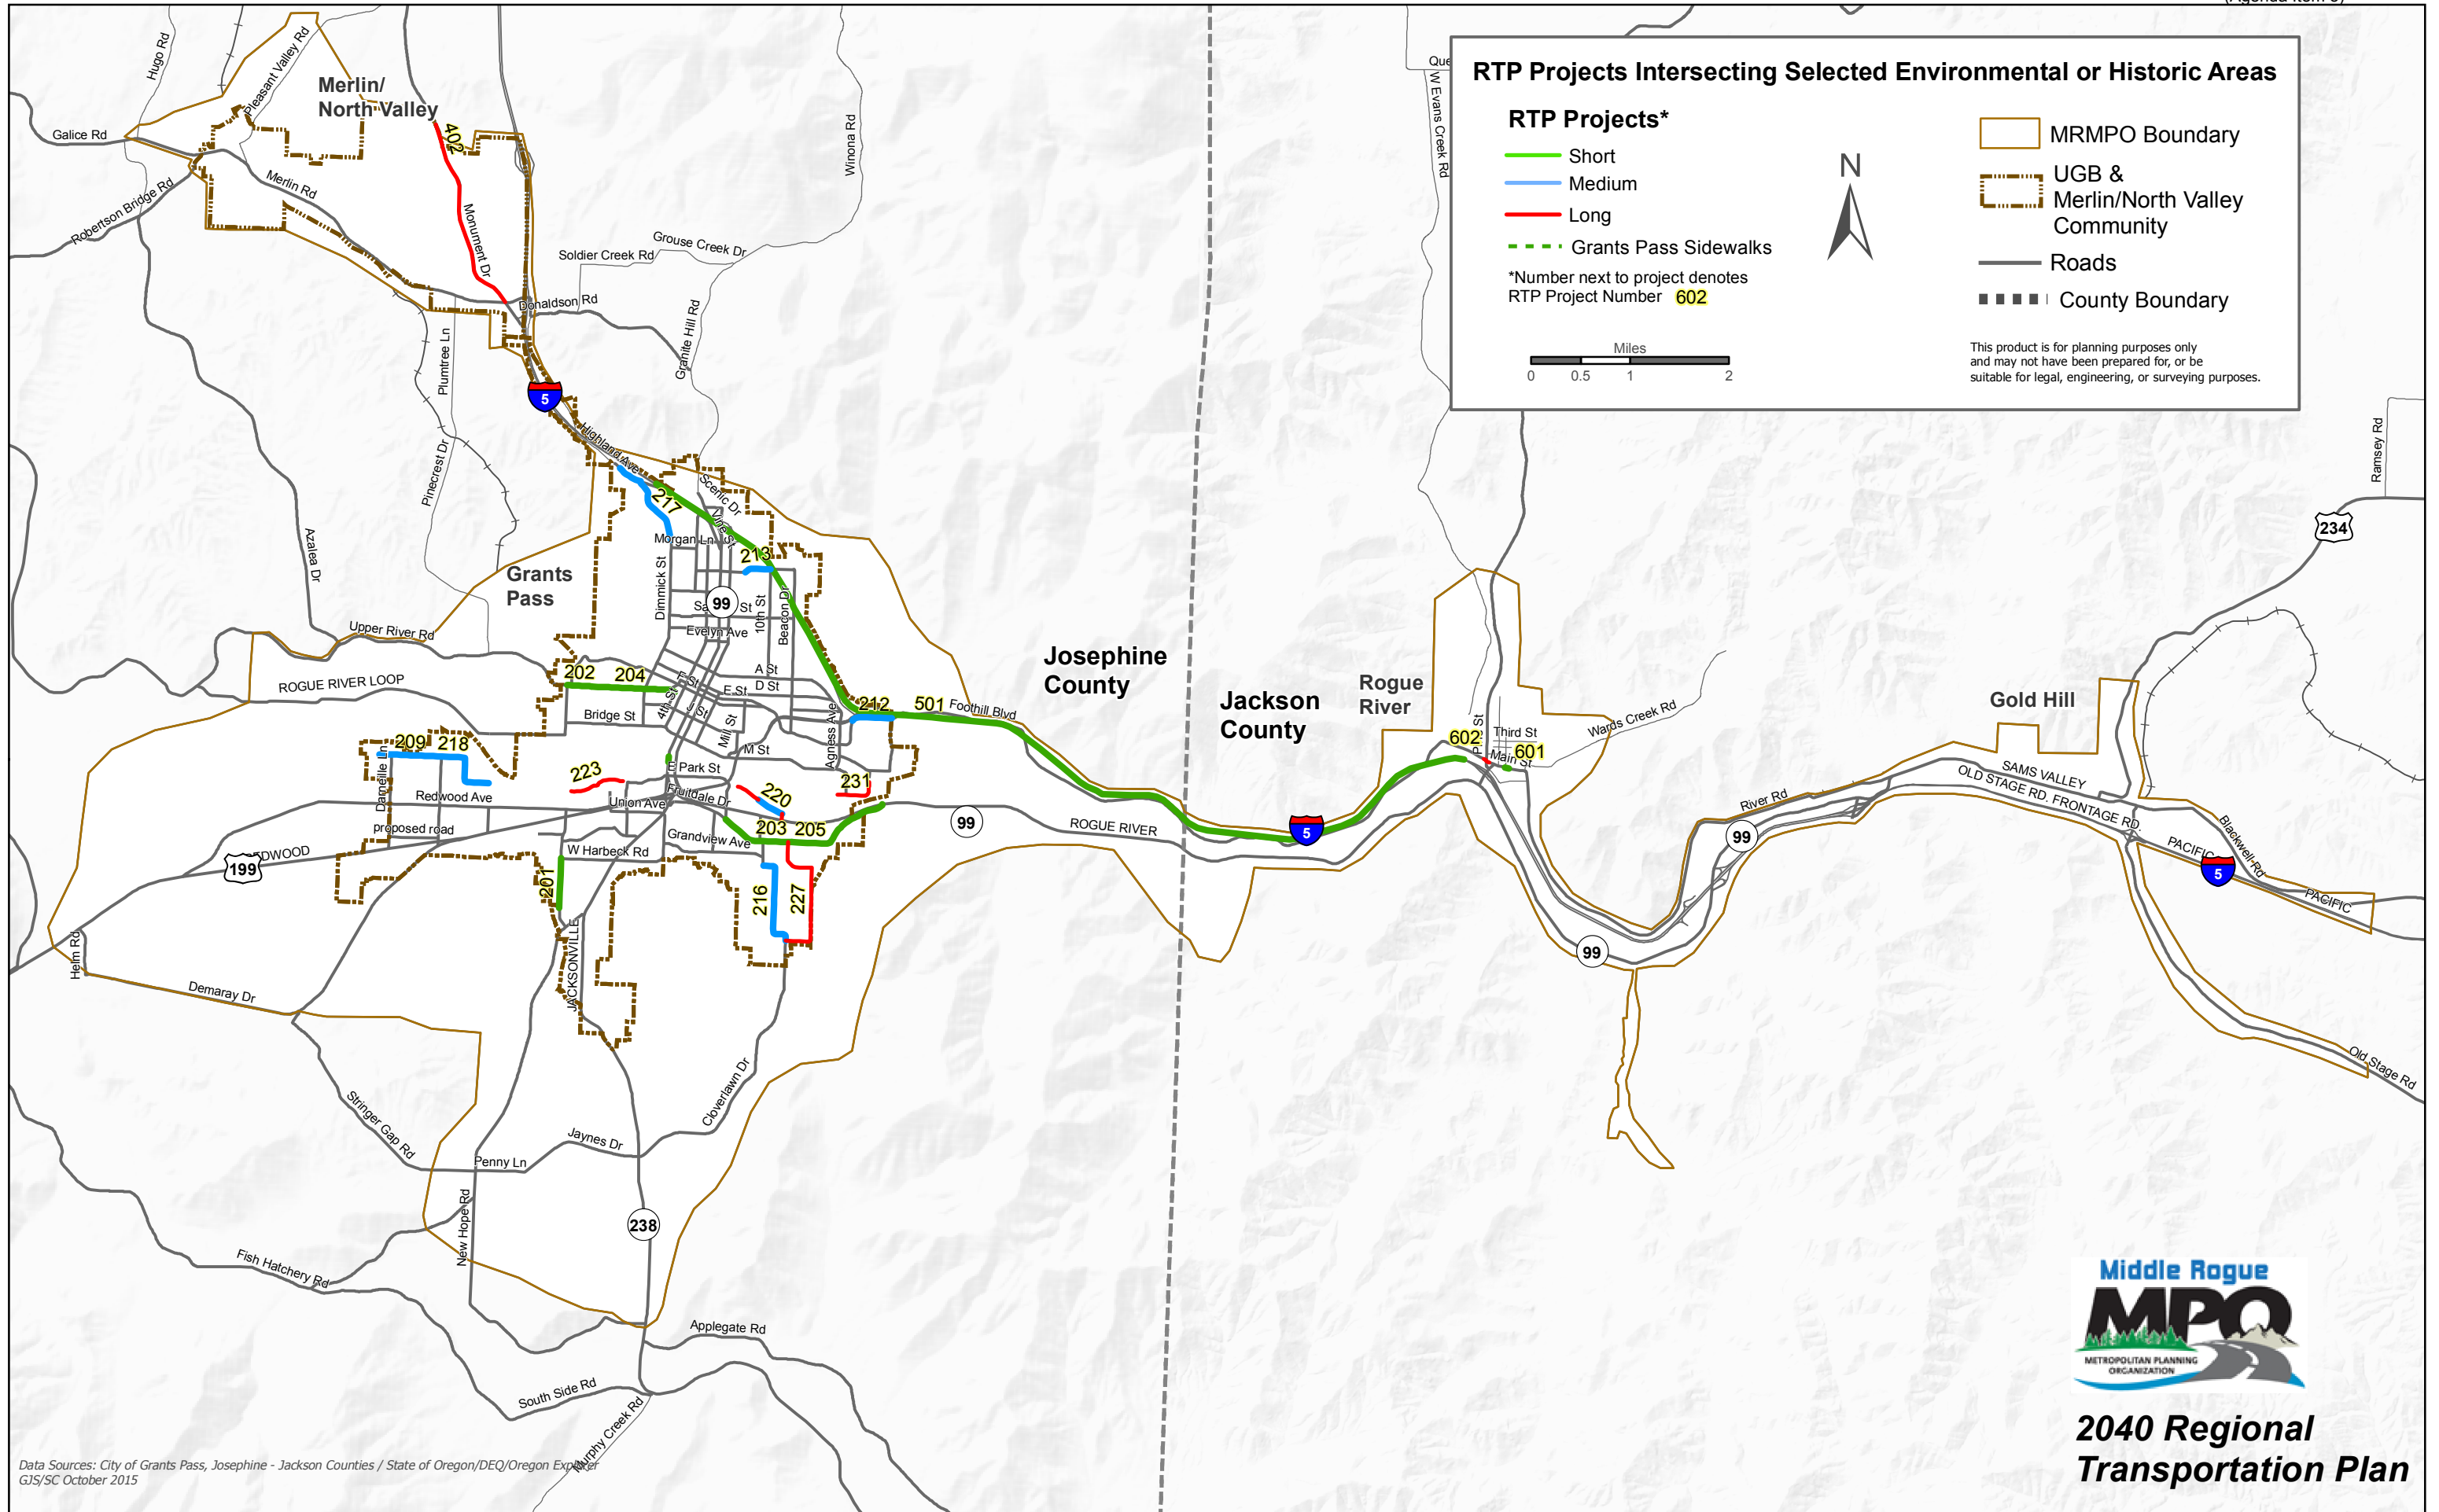 RTP Projects Intersecting Selected Environmental or Historic Areas
RTP Projects*
Short
Medium
Long
Grants Pass Sidewalks
*Number next to project denotes
RTP Project Number 602
N
Miles
0 0.5 1 2
MRMPO Boundary
UGB &
Merlin/North Valley
Community
Roads
County Boundary
This product is for planning purposes only
and may not have been prepared for, or be
suitable for legal, engineering, or surveying purposes.
Hugo Rd
Pleasant Valley Rd
Merlin/
North Valley
402
Galice Rd
Merlin Rd
Robertson Bridge Rd
Monument Dr
Winona Rd
W Evans Creek Rd
Grouse Creek Dr
Soldier Creek Rd
Donaldson Rd
Granite Hill Rd
Plumtree Ln
5
Highland Ave
Pinecrest Dr
Scenic Dr
217
Vine St
Morgan Ln
213
Azalea Dr
Grants
Pass
Dimmick St
99
St
10th St
Beacon Dr
Evelyn Ave
Upper River Rd
ROGUE RIVER LOOP
202
204
A St
F St
E St
D St
4th St
J St
Bridge St
Mill St
M St
Agness Ave
212
501
Foothill Blvd
Josephine
County
Jackson
County
Rogue
River
Gold Hill
Ramsey Rd
234
209
218
Darneille Ln
Redwood Ave
proposed road
199
223
E Park St
Fruitdale Dr
Union Ave
220
231
203
205
Grandview Ave
W Harbeck Rd
201
216
227
99
ROGUE RIVER
5
602
601
Third St
Main St
Wards Creek Rd
River Rd
99
99
SAMS VALLEY
OLD STAGE RD. FRONTAGE RD.
Blackwell Rd
PACIFIC
5
PACIFIC
Old Stage Rd
Helm Rd
Demaray Dr
JACKSONVILLE
Stringer Gap Rd
Cloverlawn Dr
Jaynes Dr
Penny Ln
New Hope Rd
238
Fish Hatchery Rd
Applegate Rd
South Side Rd
Murphy Creek Rd
Middle Rogue
MPO
METROPOLITAN PLANNING
ORGANIZATION
2040 Regional
Transportation Plan
Data Sources: City of Grants Pass, Josephine - Jackson Counties / State of Oregon/DEQ/Oregon Explorer
GJS/SC October 2015